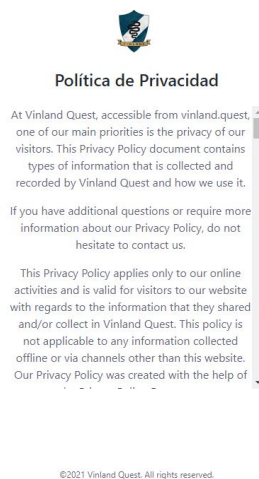 Política de Privacidad
At Vinland Quest, accessible from vinland.quest,
one of our main priorities is the privacy of our
visitors. This Privacy Policy document contains
types of information that is collected and
recorded by Vinland Quest and how we use it.
If you have additional questions or require more
information about our Privacy Policy, do not
hesitate to contact us.
This Privacy Policy applies only to our online
activities and is valid for visitors to our website
with regards to the information that they shared
and/or collect in Vinland Quest. This policy is
not applicable to any information collected
offline or via channels other than this website.
Our Privacy Policy was created with the help of
©2021 Vinland Quest. All rights reserved.